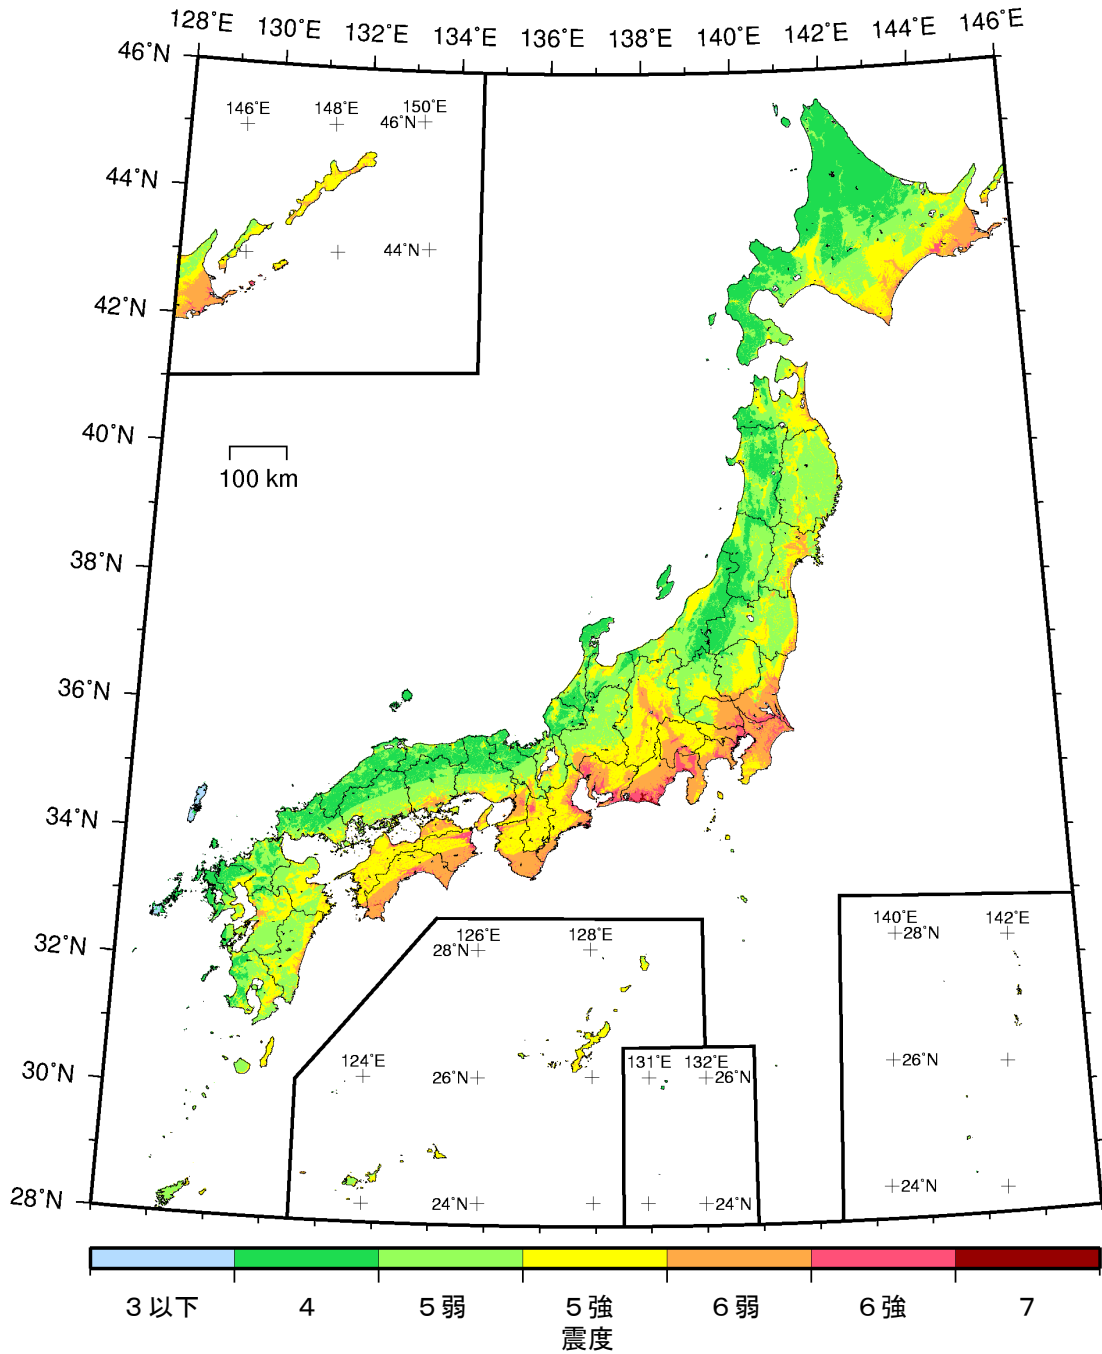 128°E 130°E 132°E 134°E 136°E 138°E 140°E 142°E 144°E 146°E
46°N
146°E 148°E 150°E
46°N
44°N
44°N
42°N
40°N
100 km
38°N
36°N
34°N
32°N
126°E 128°E
28°N
140°E 142°E
28°N
30°N
124°E
26°N
131°E 132°E
26°N
26°N
28°N
24°N
24°N
24°N
3以下 4 5弱 5強 6弱 6強 7
震度